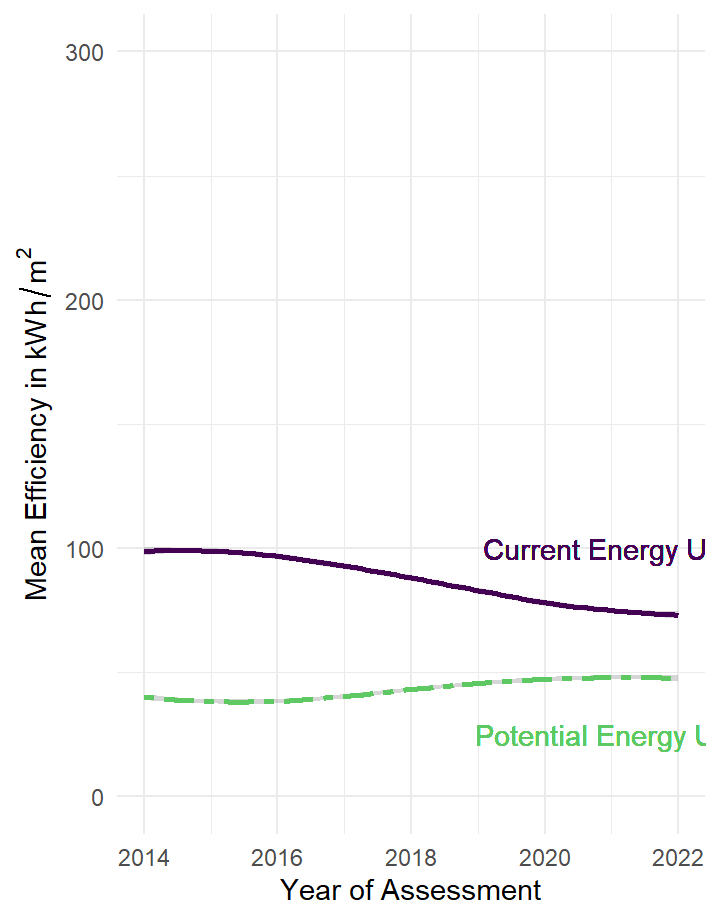 300
200
100
0
Mean Efficiency in kWh/m²
Current Energy U
Potential Energy U
2014 2016 2018 2020 2022
Year of Assessment